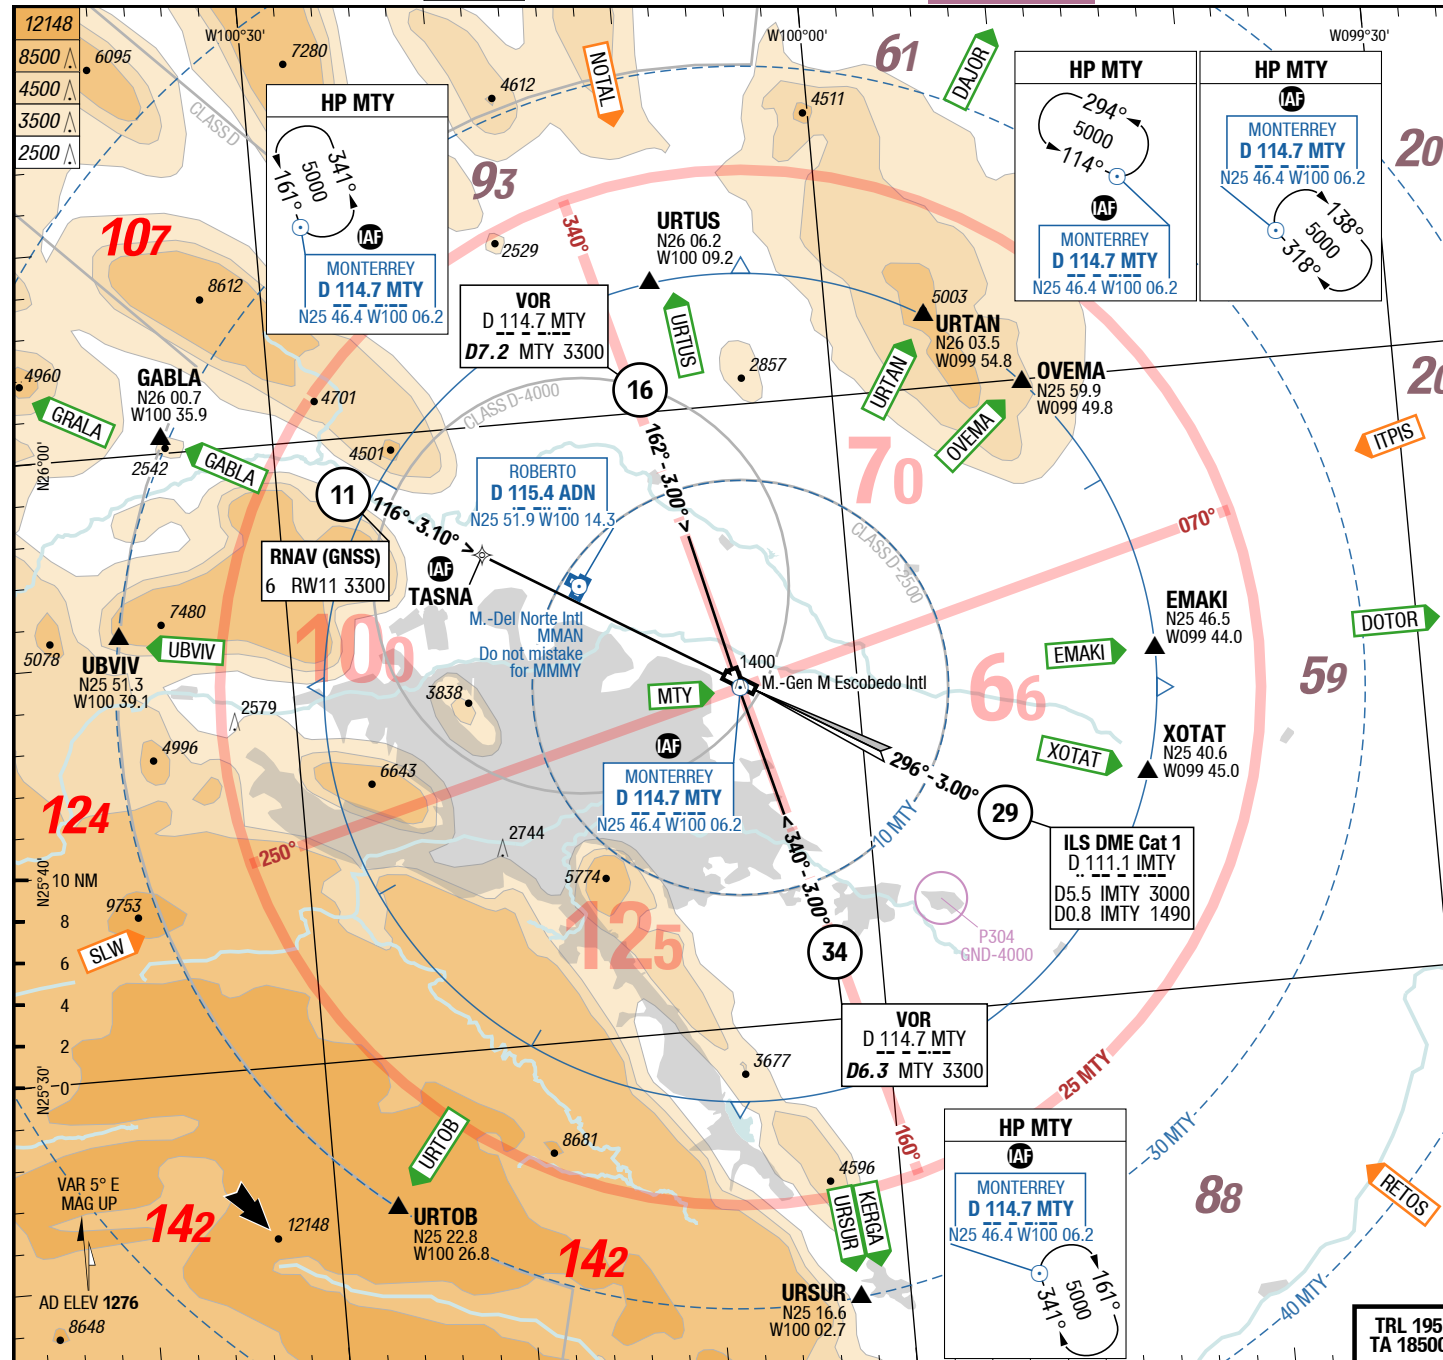 12148
8500
4500
3500
2500
6095
W100°30'
7280
CLASS D
4612
NOTAL
W100°00'
4511
61
DAJOR
W099°30'
HP MTY
341°
5000
161°
IAF
MONTERREY
D 114.7 MTY
N25 46.4 W100 06.2
HP MTY
294°
5000
114°
IAF
MONTERREY
D 114.7 MTY
N25 46.4 W100 06.2
HP MTY
IAF
MONTERREY
D 114.7 MTY
N25 46.4 W100 06.2
138°
5000
318°
20
93
107
2529
340°
8612
URTUS
N26 06.2
W100 09.2
VOR
D 114.7 MTY
D7.2 MTY 3300
URTUS
5003
URTAN
N26 03.5
W099 54.8
URTAN
2857
OVEMA
N25 59.9
W099 49.8
OVEMA
20
4960
GRALA
GABLA
N26 00.7
W100 35.9
4701
16
CLASS D-4000
ITPIS
N26°00'
2542
GABLA
4501
162° - 3.00° >
70
ROBERTO
D 115.4 ADN
N25 51.9 W100 14.3
11
116° - 3.10° >
070°
CLASS D-2500
RNAV (GNSS)
6 RW11 3300
IAF
TASNA
M.-Del Norte Intl
MMAN
Do not mistake
for MMMY
7480
100
EMAKI
N25 46.5
W099 44.0
DOTOR
5078
UBVIV
N25 51.3
W100 39.1
UBVIV
EMAKI
1400
M.-Gen M Escobedo Intl
MTY
66
59
3838
2579
4996
XOTAT
N25 40.6
W099 45.0
XOTAT
IAF
MONTERREY
D 114.7 MTY
N25 46.4 W100 06.2
6643
296° - 3.00°
29
124
2744
250°
10 MTY
ILS DME Cat 1
D 111.1 IMTY
D5.5 IMTY 3000
D0.8 IMTY 1490
< 340° - 3.00°
N25°40'
10 NM
8
6
4
2
0
5774
9753
SLW
125
P304
GND-4000
34
VOR
D 114.7 MTY
D6.3 MTY 3300
3677
N25°30'
25 MTY
URTOB
8681
HP MTY
IAF
MONTERREY
D 114.7 MTY
N25 46.4 W100 06.2
161°
5000
341°
30 MTY
160°
4596
VAR 5° E
MAG UP
142
12148
URTOB
N25 22.8
W100 26.8
URSUR
KERGA
88
RETOS
142
AD ELEV 1276
8648
URSUR
N25 16.6
W100 02.7
40 MTY
TRL 195
TA 18500